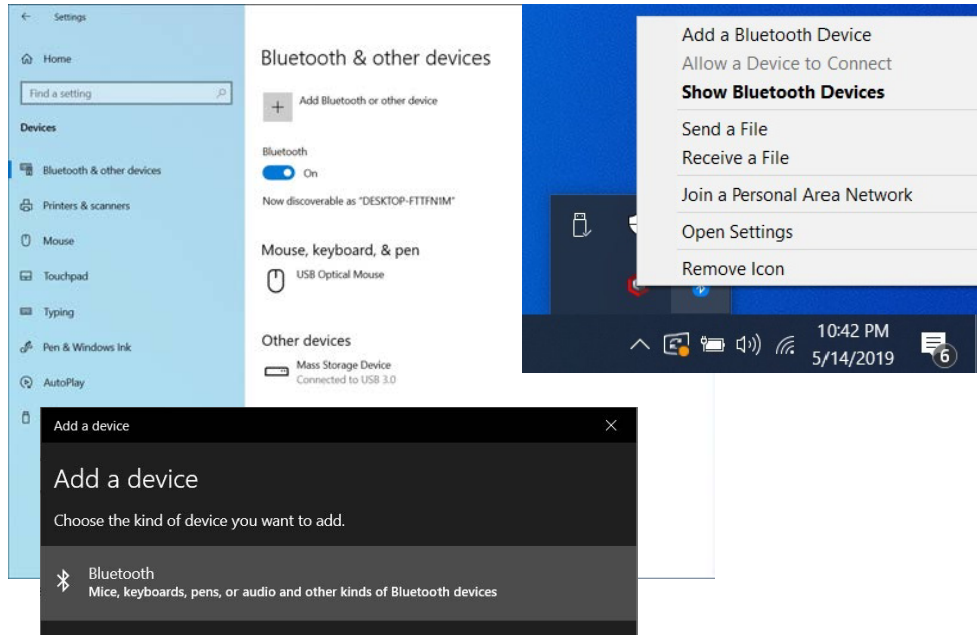 Settings
Home
Find a setting
Devices
Bluetooth & other devices
Printers & scanners
Mouse
Touchpad
Typing
Pen & Windows Ink
AutoPlay
Bluetooth & other devices
Add Bluetooth or other device
Bluetooth
On
Now discoverable as "DESKTOP-FTTFN1M"
Mouse, keyboard, & pen
USB Optical Mouse
Other devices
Mass Storage Device
Connected to USB 3.0
Add a Bluetooth Device
Allow a Device to Connect
Show Bluetooth Devices
Send a File
Receive a File
Join a Personal Area Network
Open Settings
Remove Icon
10:42 PM
5/14/2019
6
Add a device
Add a device
Choose the kind of device you want to add.
Bluetooth
Mice, keyboards, pens, or audio and other kinds of Bluetooth devices